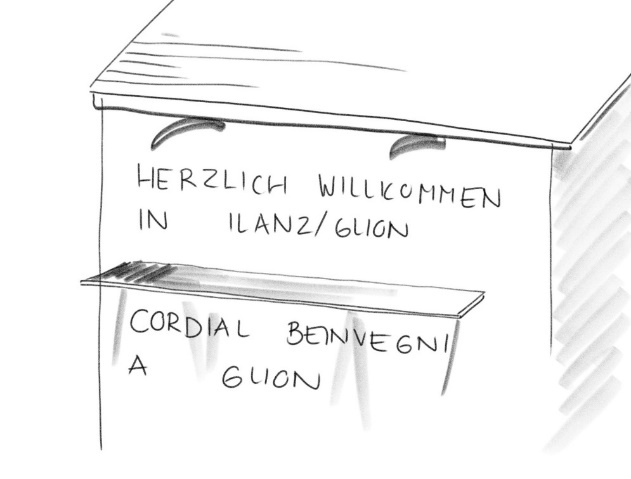 HERZLICH WILLKOMMEN
IN ILANZ/GLION
CORDIAL BEINVEGNI
A GLION